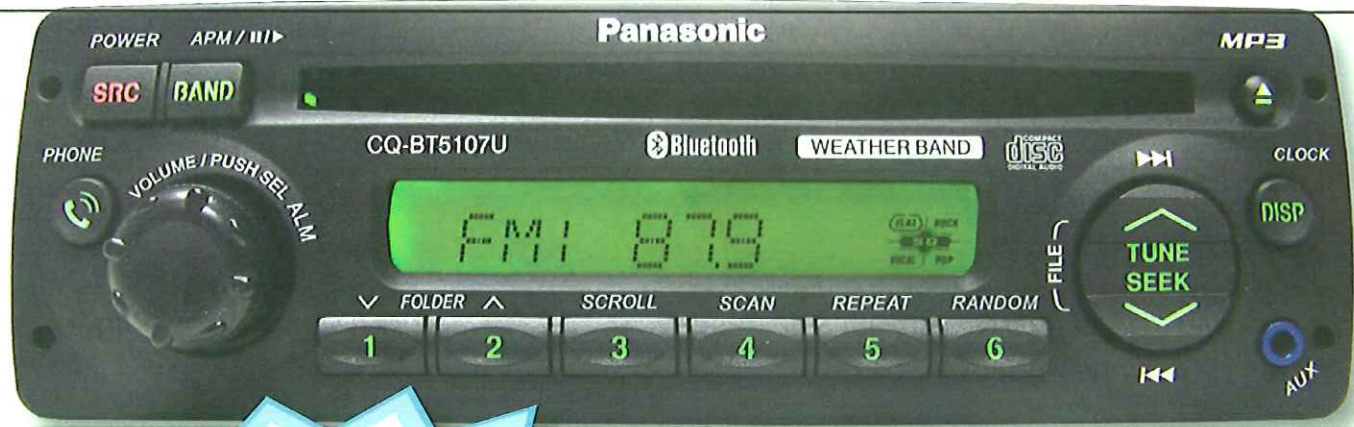 POWER APM / II/▶
Panasonic
MP3
SRC BAND
CQ-BT5107U Bluetooth WEATHER BAND COMPACT disc DIGITAL AUDIO
PHONE
CLOCK
VOLUME / PUSH SEL ALM
DISP
FM1 87.9
FLAT ROCK
VOCAL POP
FILE
TUNE
SEEK
FOLDER SCROLL SCAN REPEAT RANDOM
1 2 3 4 5 6
AUX